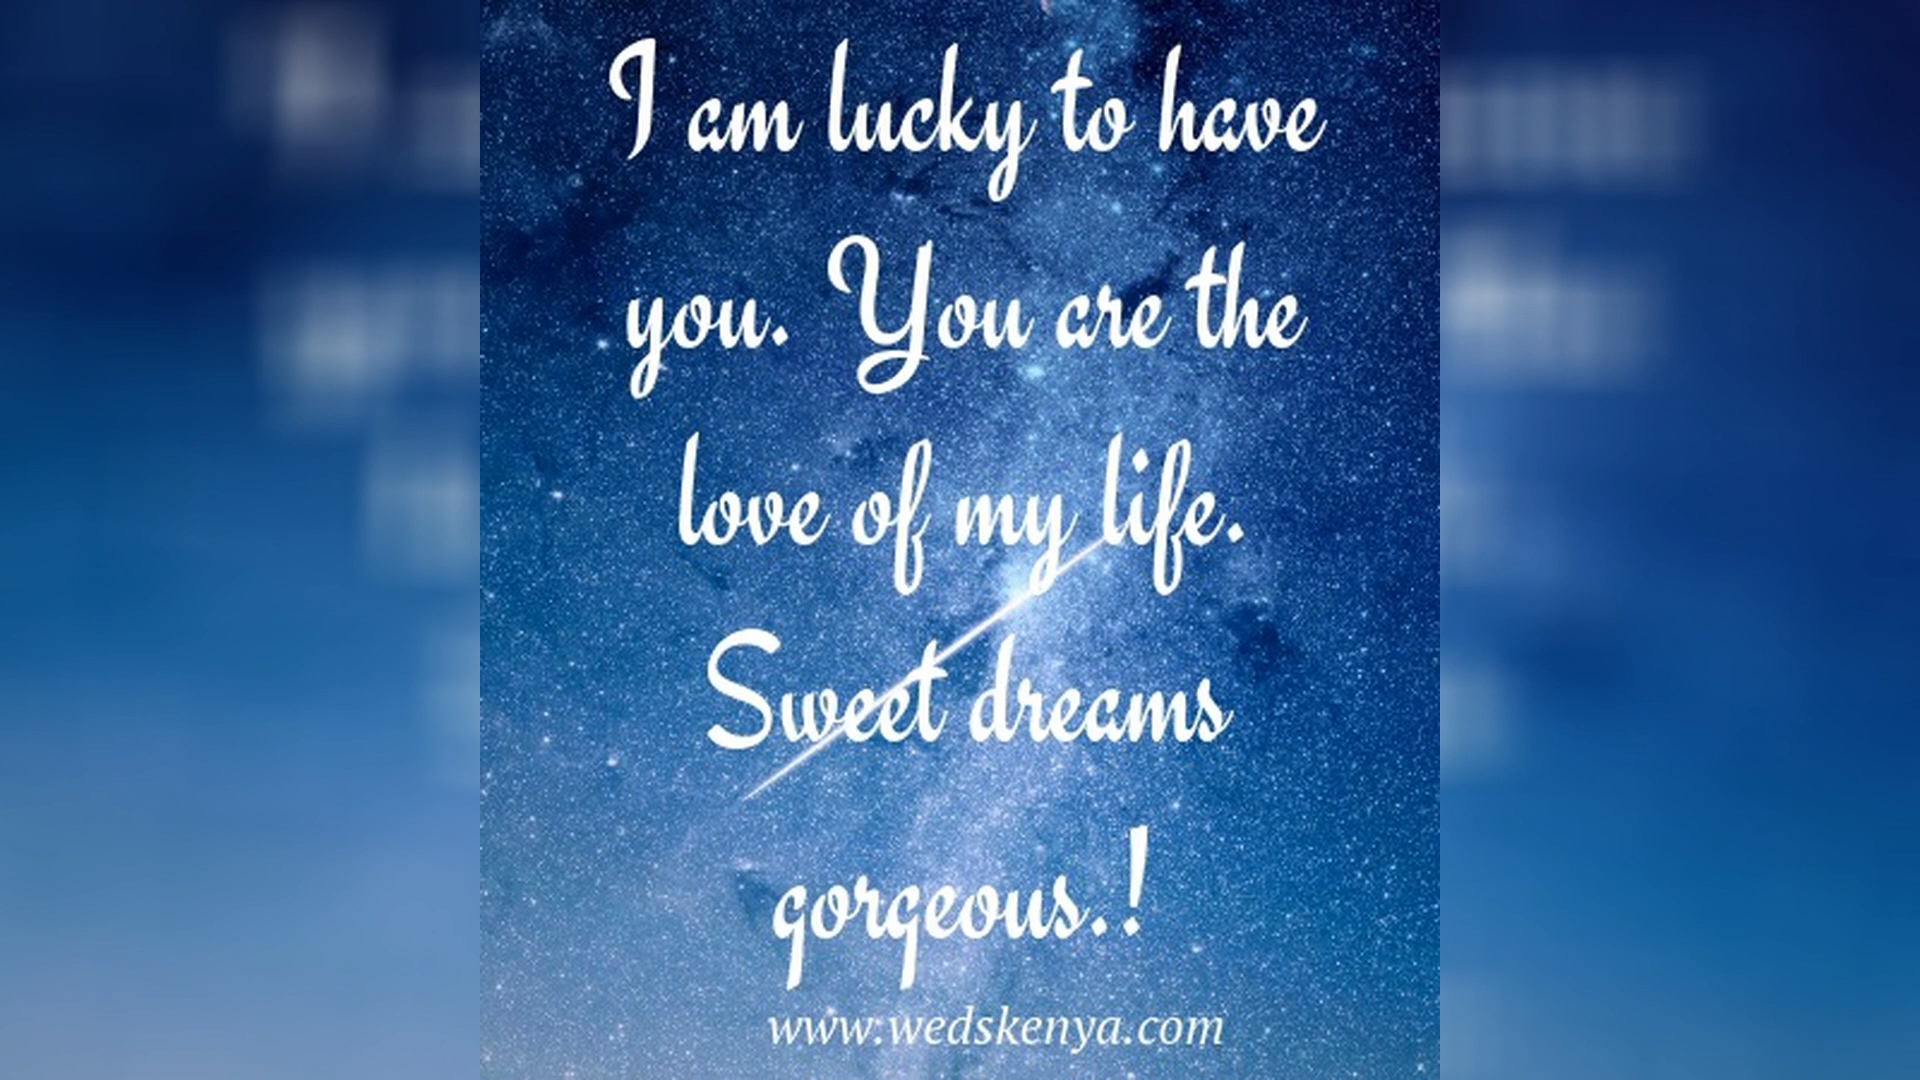 I am lucky to have
you. You are the
love of my life.
Sweet dreams
gorgeous.!
www.wedskenya.com